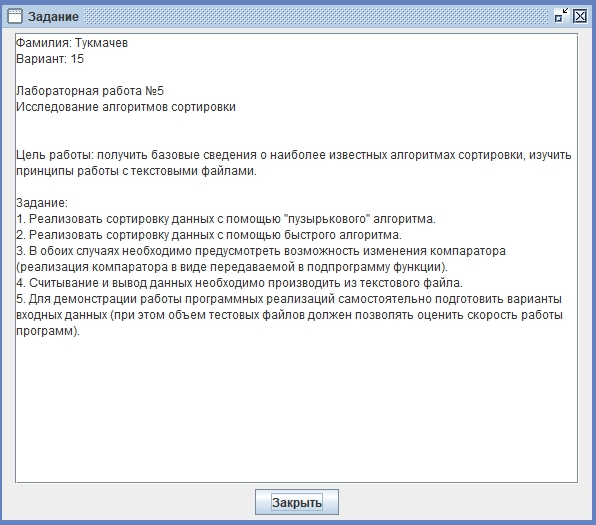 Задание
Фамилия: Тукмачев
Вариант: 15
Лабораторная работа №5
Исследование алгоритмов сортировки
Цель работы: получить базовые сведения о наиболее известных алгоритмах сортировки, изучить
принципы работы с текстовыми файлами.
Задание:
1. Реализовать сортировку данных с помощью "пузырькового" алгоритма.
2. Реализовать сортировку данных с помощью быстрого алгоритма.
3. В обоих случаях необходимо предусмотреть возможность изменения компаратора
(реализация компаратора в виде передаваемой в подпрограмму функции).
4. Считывание и вывод данных необходимо производить из текстового файла.
5. Для демонстрации работы программных реализаций самостоятельно подготовить варианты
входных данных (при этом объем тестовых файлов должен позволять оценить скорость работы
программ).
Закрыть